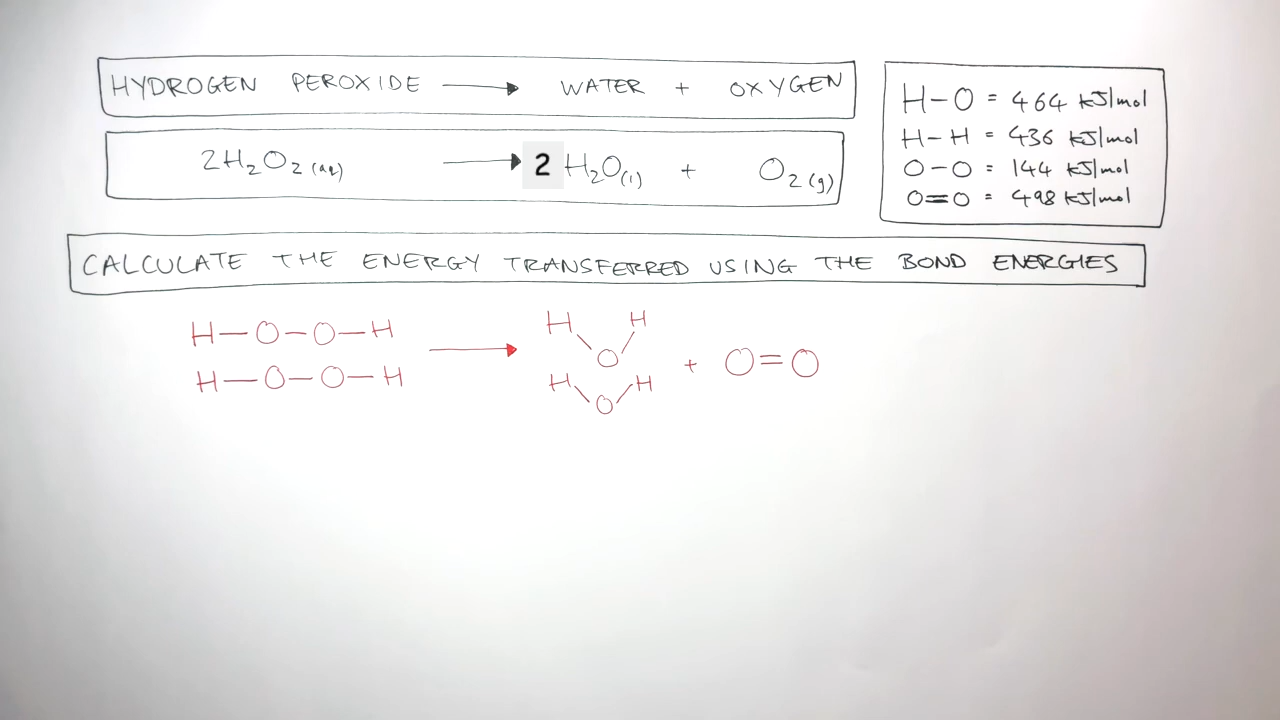 HYDROGEN PEROXIDE → WATER + OXYGEN
2H2O2(aq) → 2 H2O(l) + O2(g)
H-O = 464 kJ/mol
H-H = 436 kJ/mol
O-O = 144 kJ/mol
O=O = 498 kJ/mol
CALCULATE THE ENERGY TRANSFERRED USING THE BOND ENERGIES
H-O-O-H
H-O-O-H
→
H H
O
H H
O
+ O=O